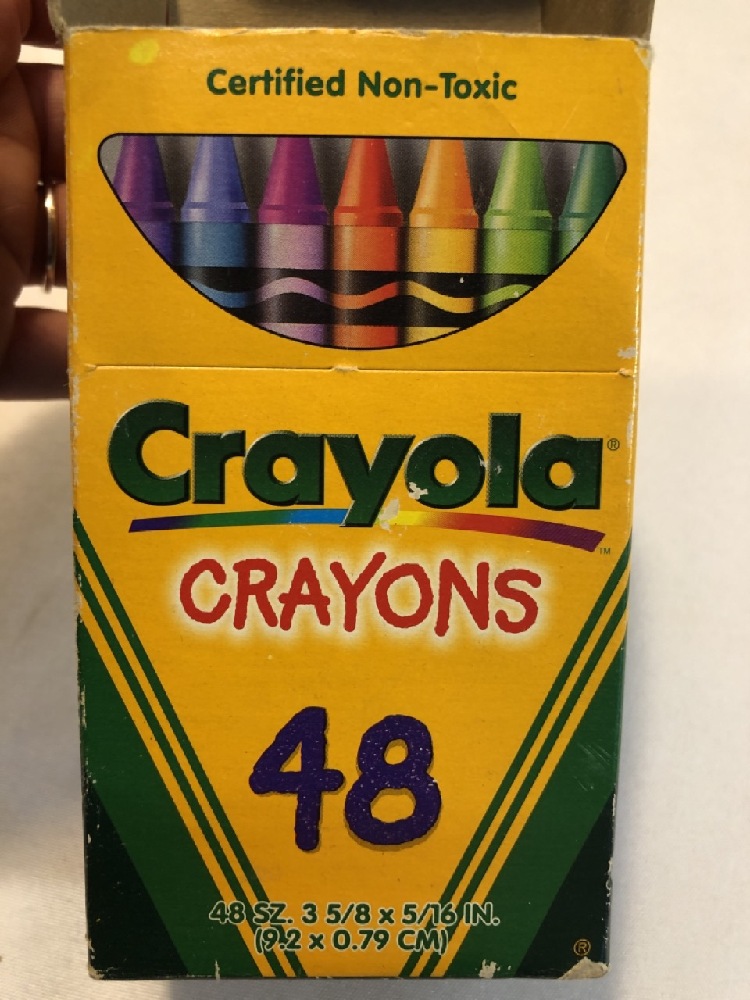 Certified Non-Toxic
Crayola®
™
CRAYONS
48
48 SZ. 3 5/8 x 5/16 IN.
(9.2 x 0.79 CM)
®